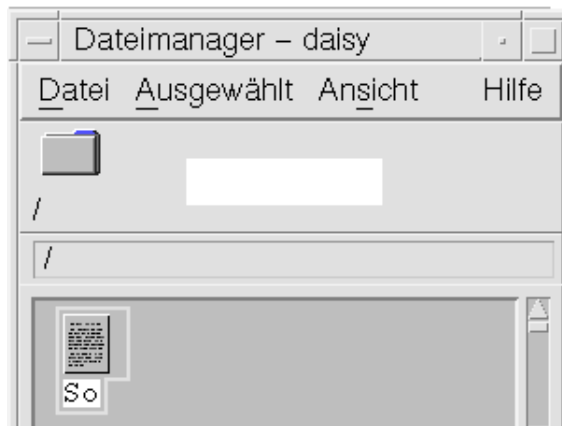 Dateimanager – daisy
Datei Ausgewählt Ansicht Hilfe
/
/
So